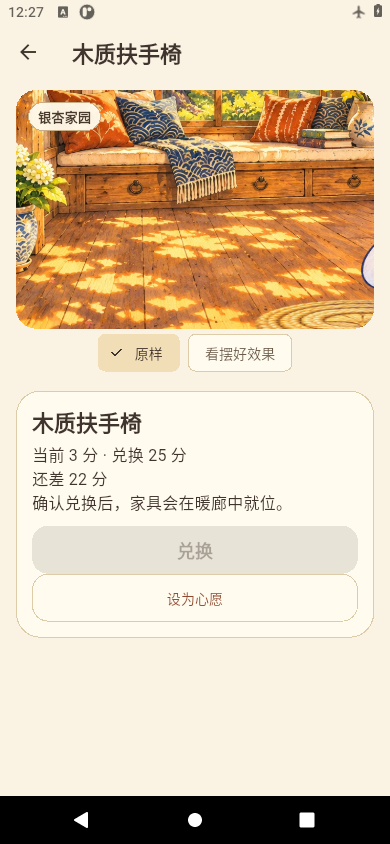 12:27
木质扶手椅
银杏家园
原样
看摆好效果
木质扶手椅
当前 3 分 · 兑换 25 分
还差 22 分
确认兑换后，家具会在暖廊中就位。
兑换
设为心愿